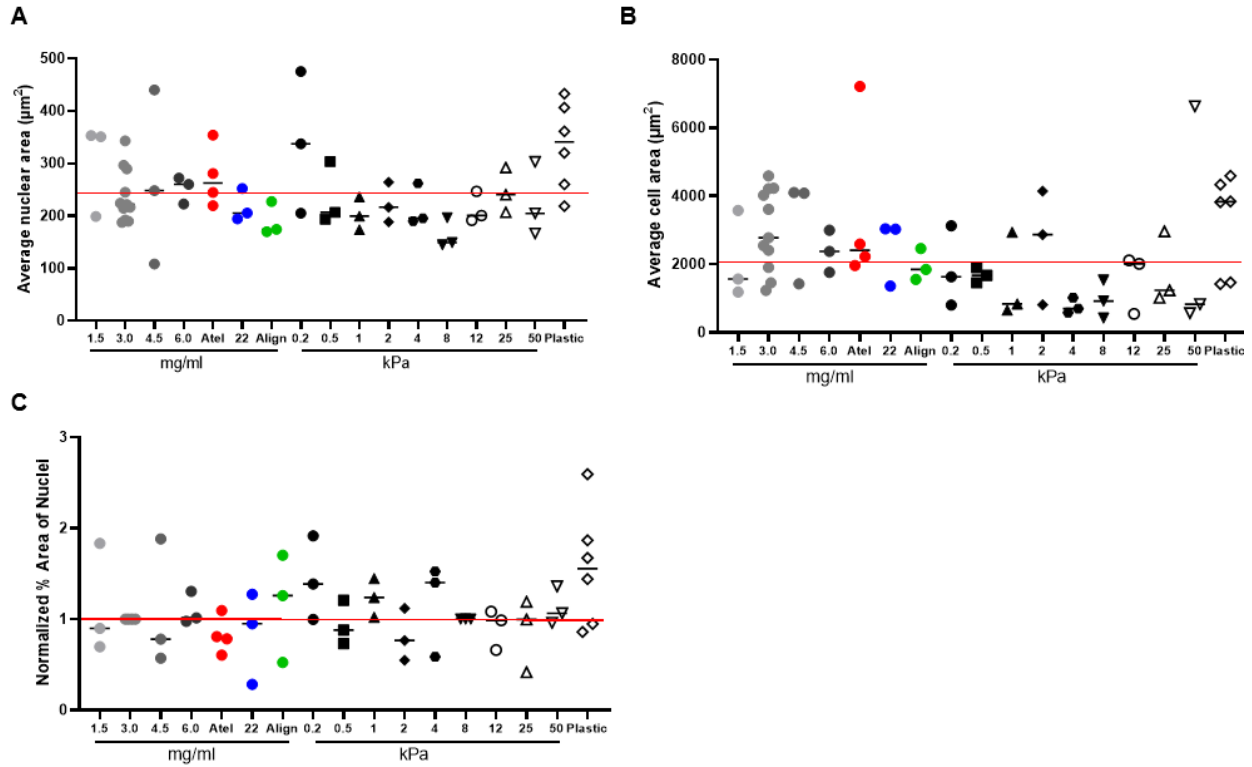 A
Average nuclear area (µm²)
500
400
300
200
100
0
1.5 3.0 4.5 6.0 Atel 22 Align 0.2 0.5 1 2 4 8 12 25 50 Plastic
mg/ml kPa
B
Average cell area (µm²)
8000
6000
4000
2000
0
1.5 3.0 4.5 6.0 Atel 22 Align 0.2 0.5 1 2 4 8 12 25 50 Plastic
mg/ml kPa
C
Normalized % Area of Nuclei
3
2
1
0
1.5 3.0 4.5 6.0 Atel 22 Align 0.2 0.5 1 2 4 8 12 25 50 Plastic
mg/ml kPa